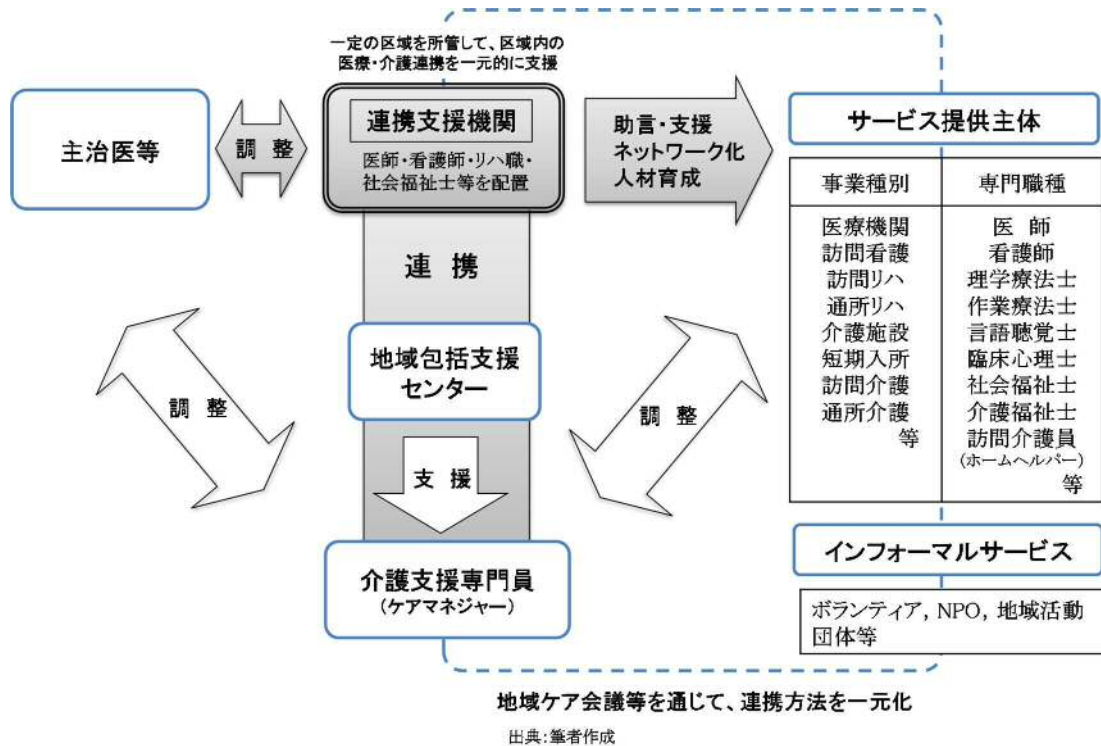 一定の区域を所管して、区域内の
医療・介護連携を一元的に支援
主治医等
調 整
連携支援機関
医師・看護師・リハ職・
社会福祉士等を配置
助言・支援
ネットワーク化
人材育成
サービス提供主体
事業種別
医療機関
訪問看護
訪問リハ
通所リハ
介護施設
短期入所
訪問介護
通所介護
等
専門職種
医 師
看護師
理学療法士
作業療法士
言語聴覚士
臨床心理士
社会福祉士
介護福祉士
訪問介護員
(ホームヘルパー)
等
連 携
地域包括支援
センター
調 整
調 整
支 援
介護支援専門員
(ケアマネジャー)
インフォーマルサービス
ボランティア, NPO, 地域活動
団体等
地域ケア会議等を通じて、連携方法を一元化
出典:筆者作成